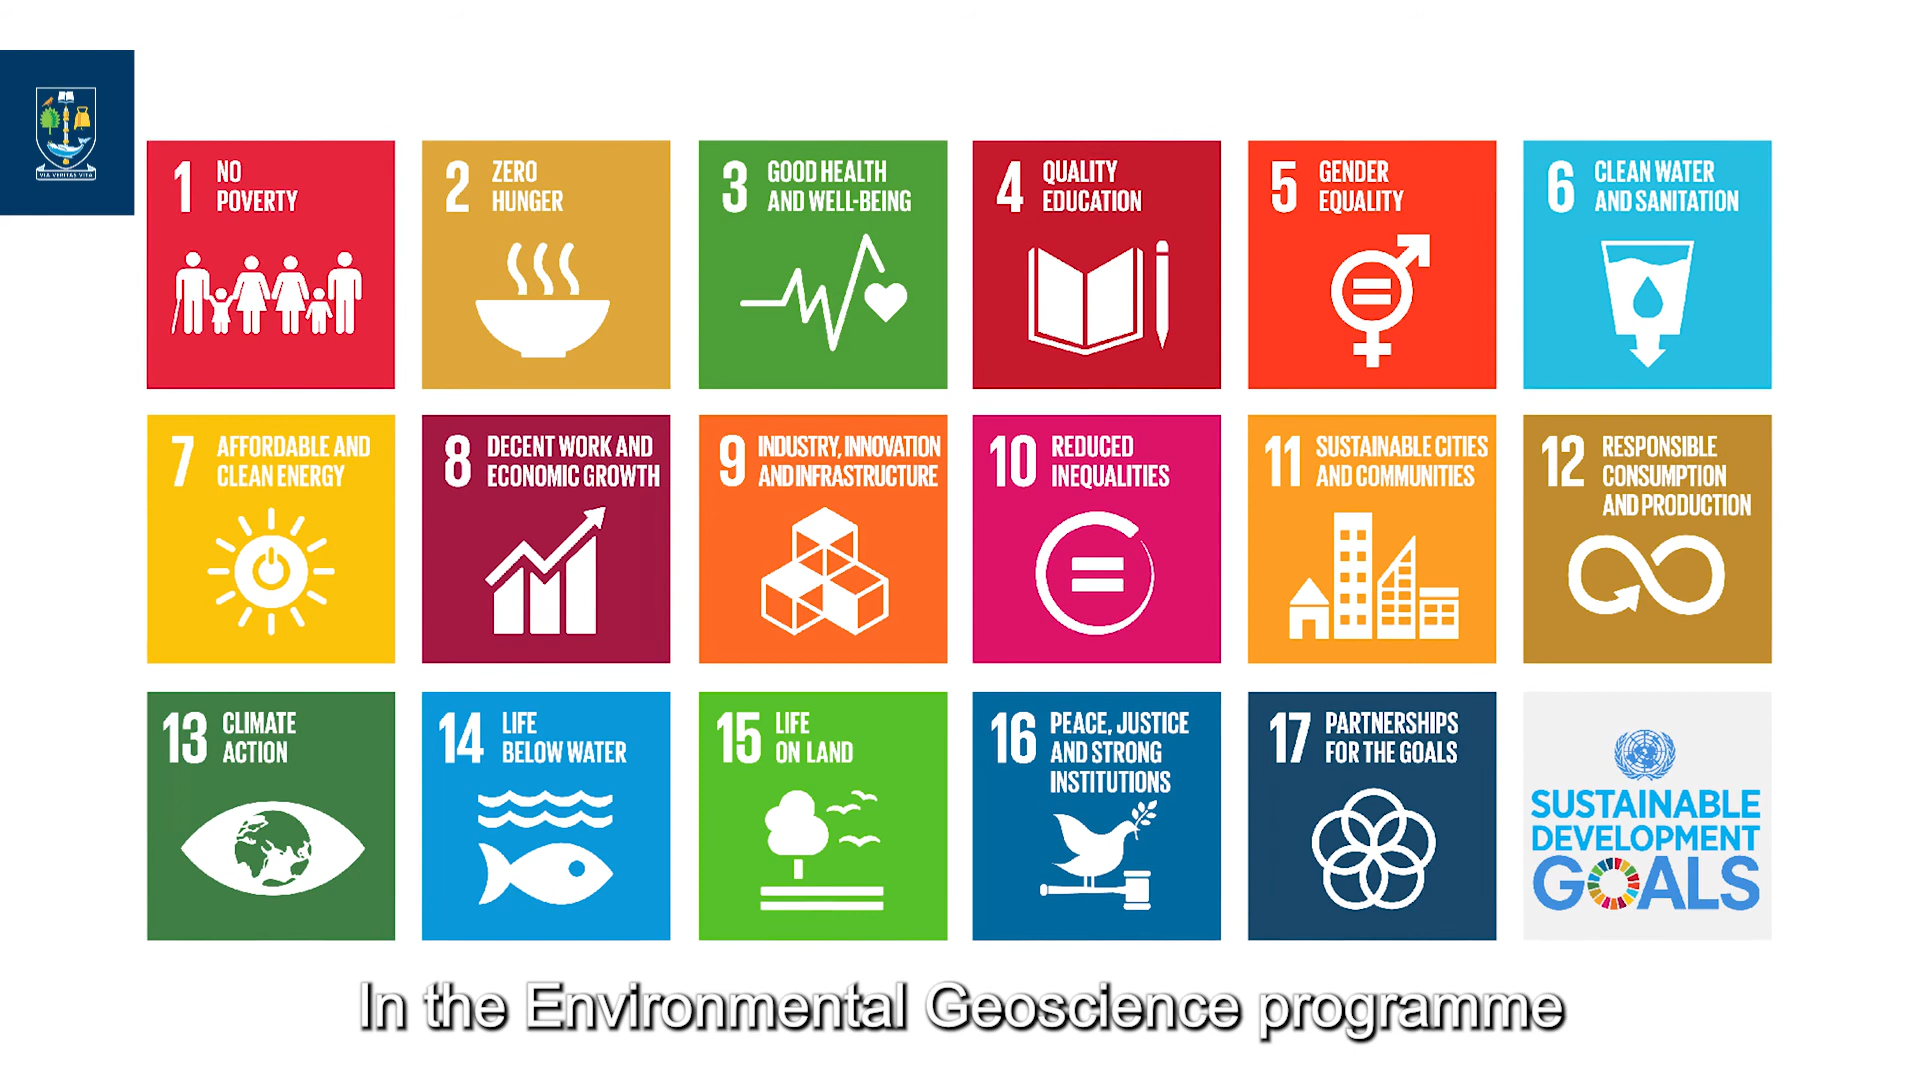 VIA VERITAS VITA
1 NO
POVERTY
2 ZERO
HUNGER
3 GOOD HEALTH
AND WELL-BEING
4 QUALITY
EDUCATION
5 GENDER
EQUALITY
6 CLEAN WATER
AND SANITATION
7 AFFORDABLE AND
CLEAN ENERGY
8 DECENT WORK AND
ECONOMIC GROWTH
9 INDUSTRY, INNOVATION
AND INFRASTRUCTURE
10 REDUCED
INEQUALITIES
11 SUSTAINABLE CITIES
AND COMMUNITIES
12 RESPONSIBLE
CONSUMPTION
AND PRODUCTION
13 CLIMATE
ACTION
14 LIFE
BELOW WATER
15 LIFE
ON LAND
16 PEACE, JUSTICE
AND STRONG
INSTITUTIONS
17 PARTNERSHIPS
FOR THE GOALS
SUSTAINABLE
DEVELOPMENT
GOALS
In the Environmental Geoscience programme